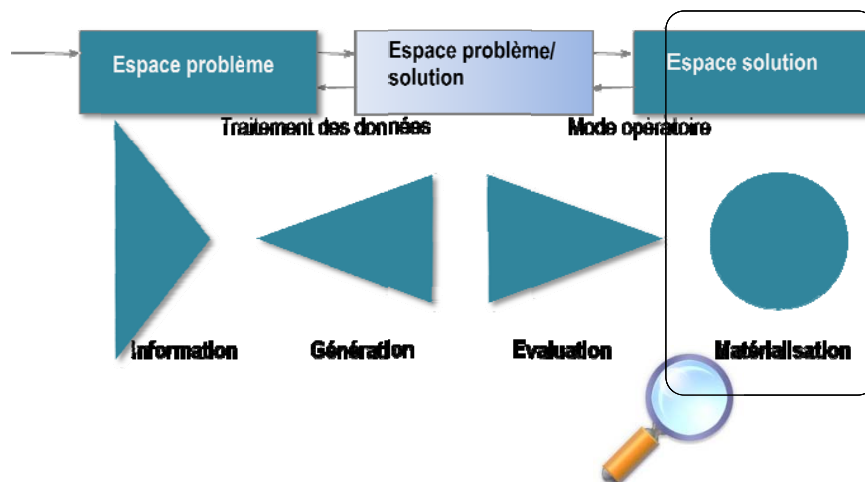 Espace problème
Espace problème/
solution
Espace solution
Traitement des données
Mode opératoire
Information
Génération
Evaluation
Matérialisation